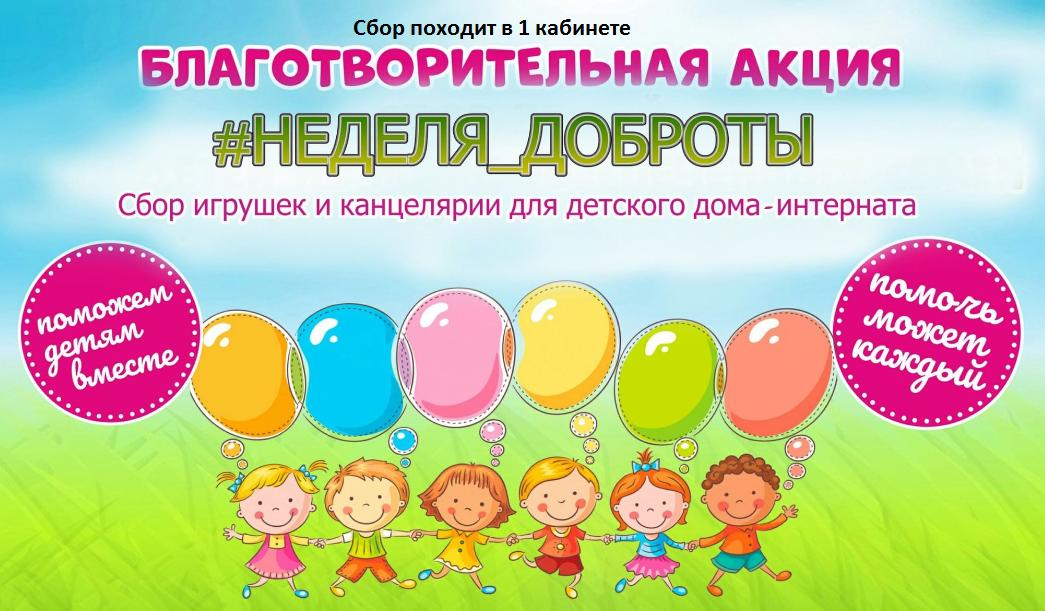 Сбор походит в 1 кабинете
БЛАГОТВОРИТЕЛЬНАЯ АКЦИЯ
#НЕДЕЛЯ_ДОБРОТЫ
Сбор игрушек и канцелярии для детского дома-интерната
поможем
детям
вместе
помочь
может
каждый